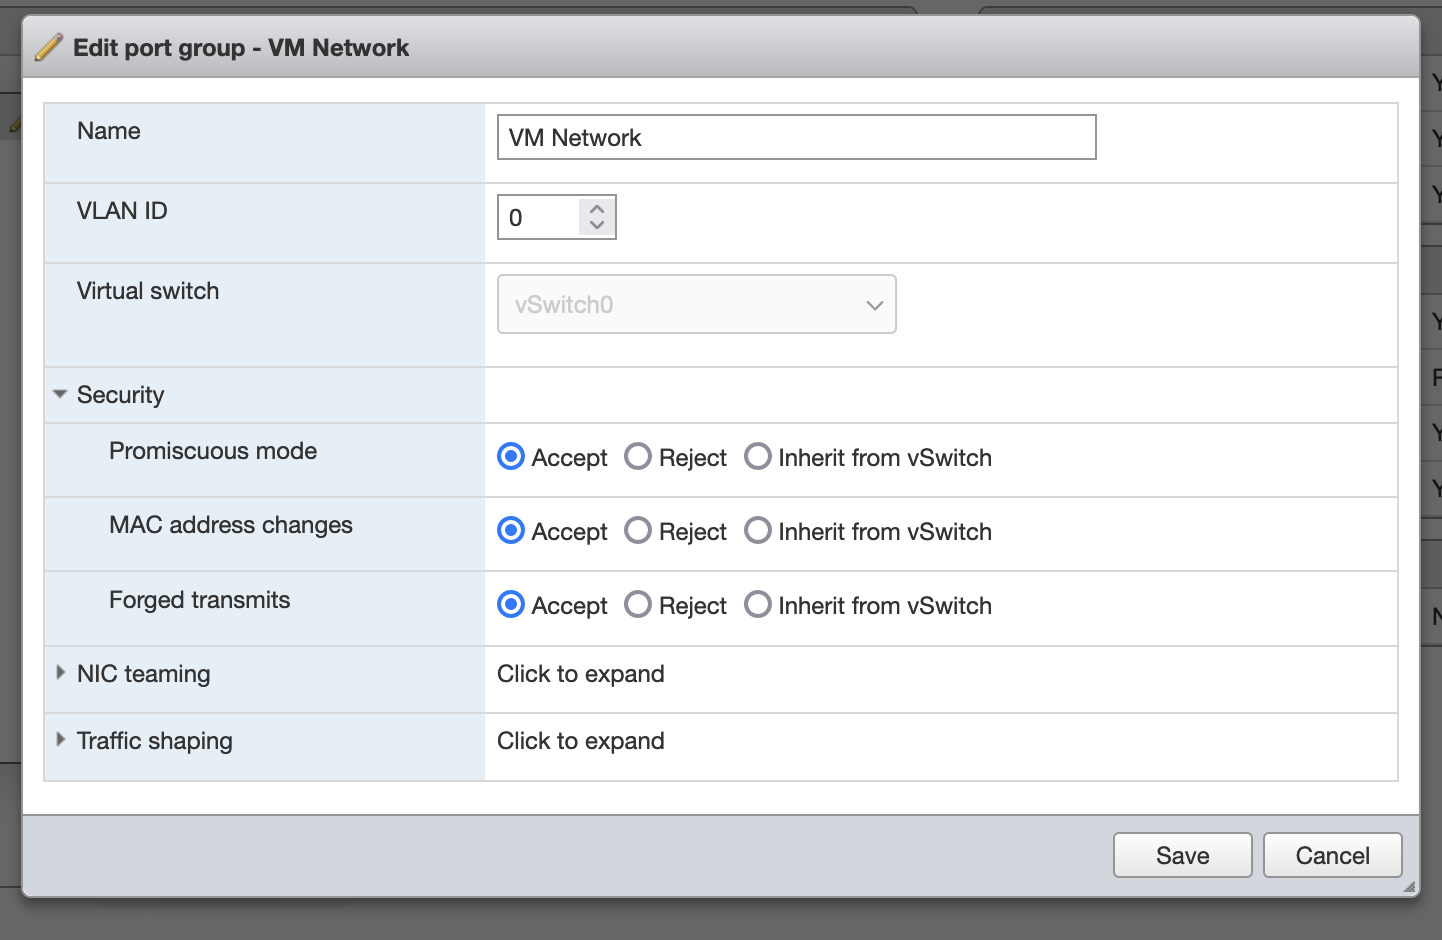 Edit port group - VM Network
Name
VM Network
VLAN ID
0
Virtual switch
vSwitch0
Security
Promiscuous mode
Accept Reject Inherit from vSwitch
MAC address changes
Accept Reject Inherit from vSwitch
Forged transmits
Accept Reject Inherit from vSwitch
NIC teaming
Click to expand
Traffic shaping
Click to expand
Save Cancel